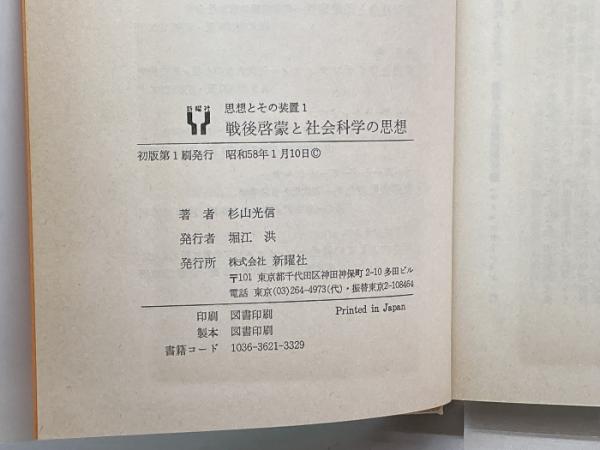 新曜社
思想とその装置 1
戦後啓蒙と社会科学の思想
初版第1刷発行 昭和58年1月10日©
著者 杉山光信
発行者 堀江 洪
発行所 株式会社 新曜社
〒101 東京都千代田区神田神保町2-10 多田ビル
電話 東京(03)264-4973(代)・振替東京2-108464
印刷 図書印刷 Printed in Japan
製本 図書印刷
書籍コード 1036-3621-3329